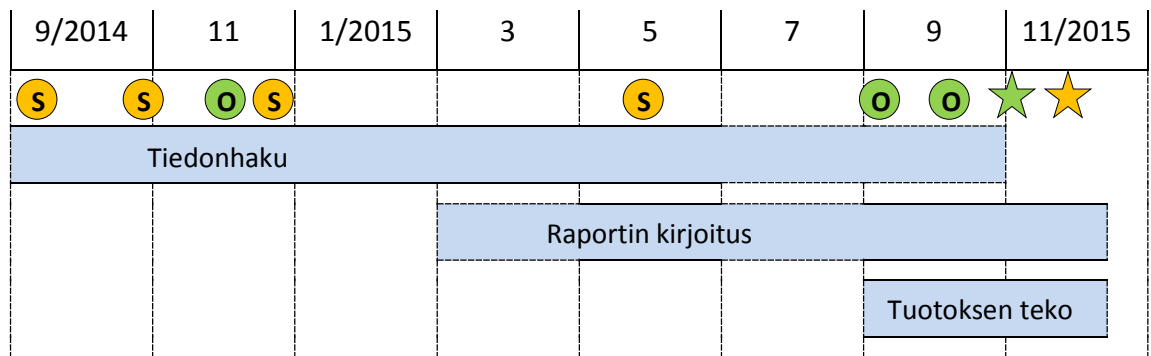 9/2014 11 1/2015 3 5 7 9 11/2015
S S O S S O O
Tiedonhaku
Raportin kirjoitus
Tuotoksen teko